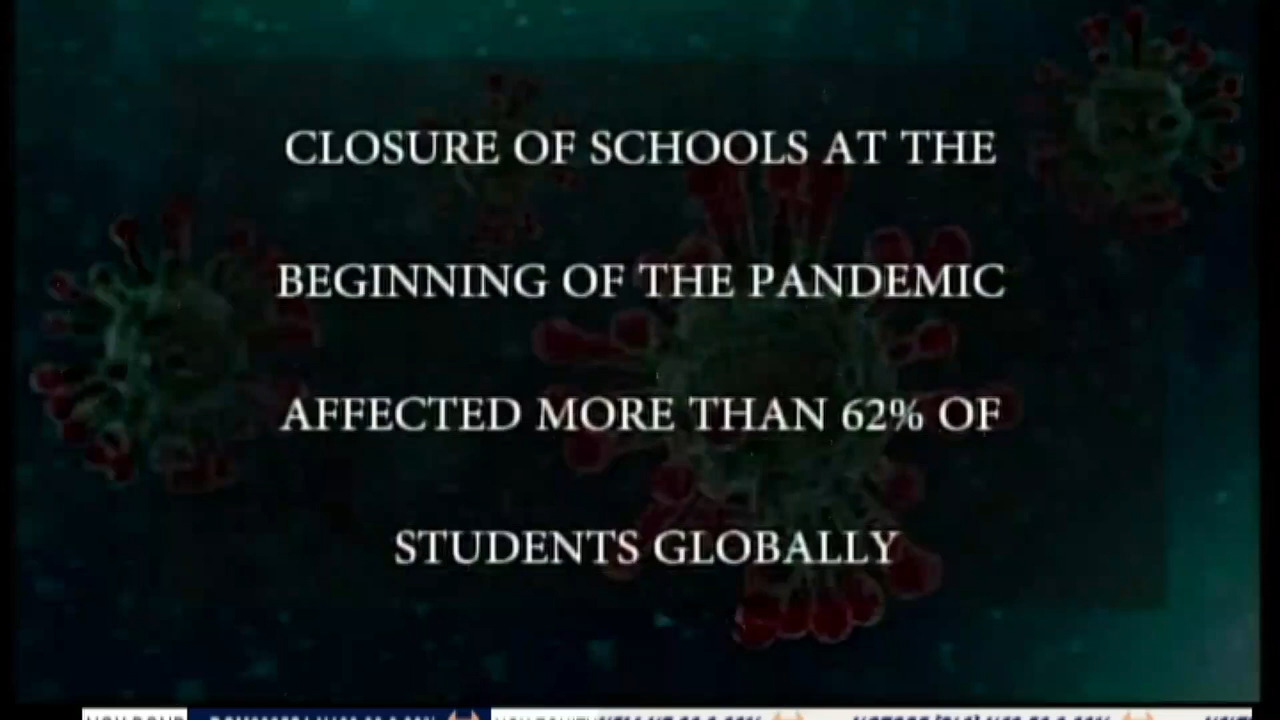 CLOSURE OF SCHOOLS AT THE
BEGINNING OF THE PANDEMIC
AFFECTED MORE THAN 62% OF
STUDENTS GLOBALLY